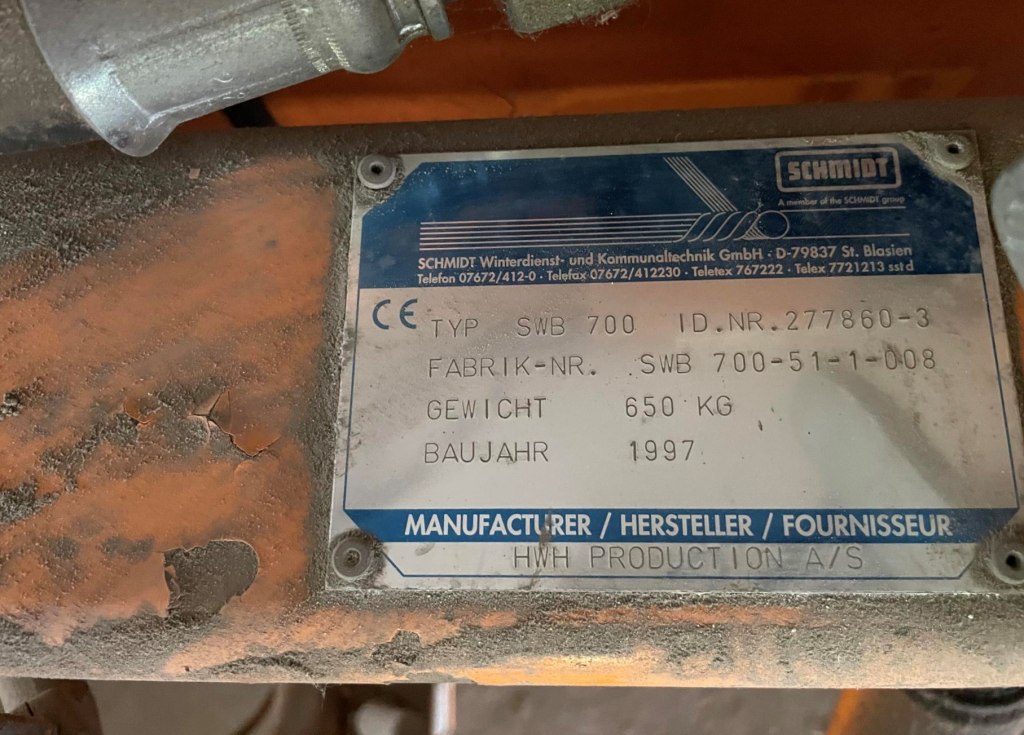 SCHMIDT
A member of the SCHMIDT group
SCHMIDT Winterdienst- und Kommunaltechnik GmbH · D-79837 St. Blasien
Telefon 07672/412-0 · Telefax 07672/412230 · Teletex 767222 · Telex 7721213 sst d
CE TYP SWB 700 ID.NR.277860-3
FABRIK-NR. SWB 700-51-1-008
GEWICHT 650 KG
BAUJAHR 1997
MANUFACTURER / HERSTELLER / FOURNISSEUR
HWH PRODUCTION A/S